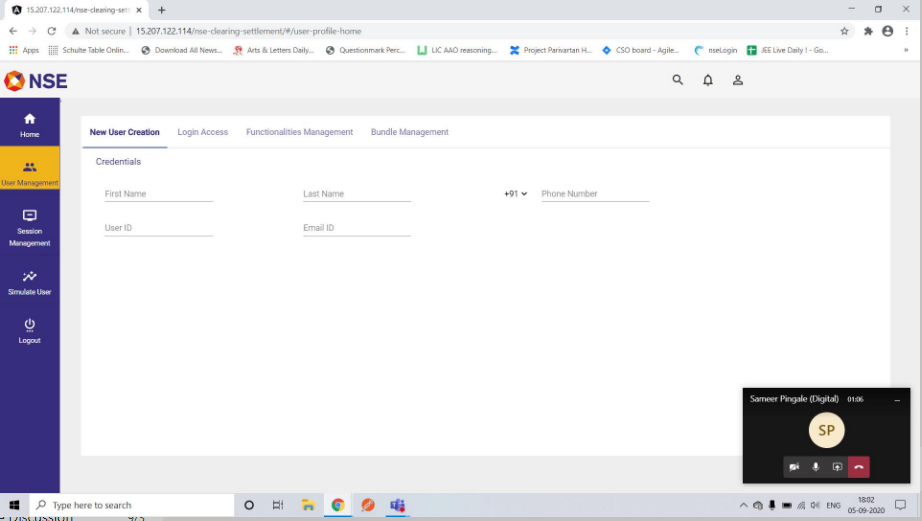 15.207.122.114/nse-clearing-sett
Not secure | 15.207.122.114/nse-clearing-settlement/#/user-profile-home
Apps Schulte Table Onlin... Download All News... Arts & Letters Daily... Questionmark Perc... LIC AAO reasoning... Project Parivartan H... CSO board - Agile... nseLogin JEE Live Daily ! - Go... »
NSE
Home
User Management
Session
Management
Simulate User
Logout
New User Creation Login Access Functionalities Management Bundle Management
Credentials
First Name Last Name +91 Phone Number
User ID Email ID
Sameer Pingale (Digital) 01:06 ...
SP
Type here to search
ENG 18:02
05-09-2020
9/5